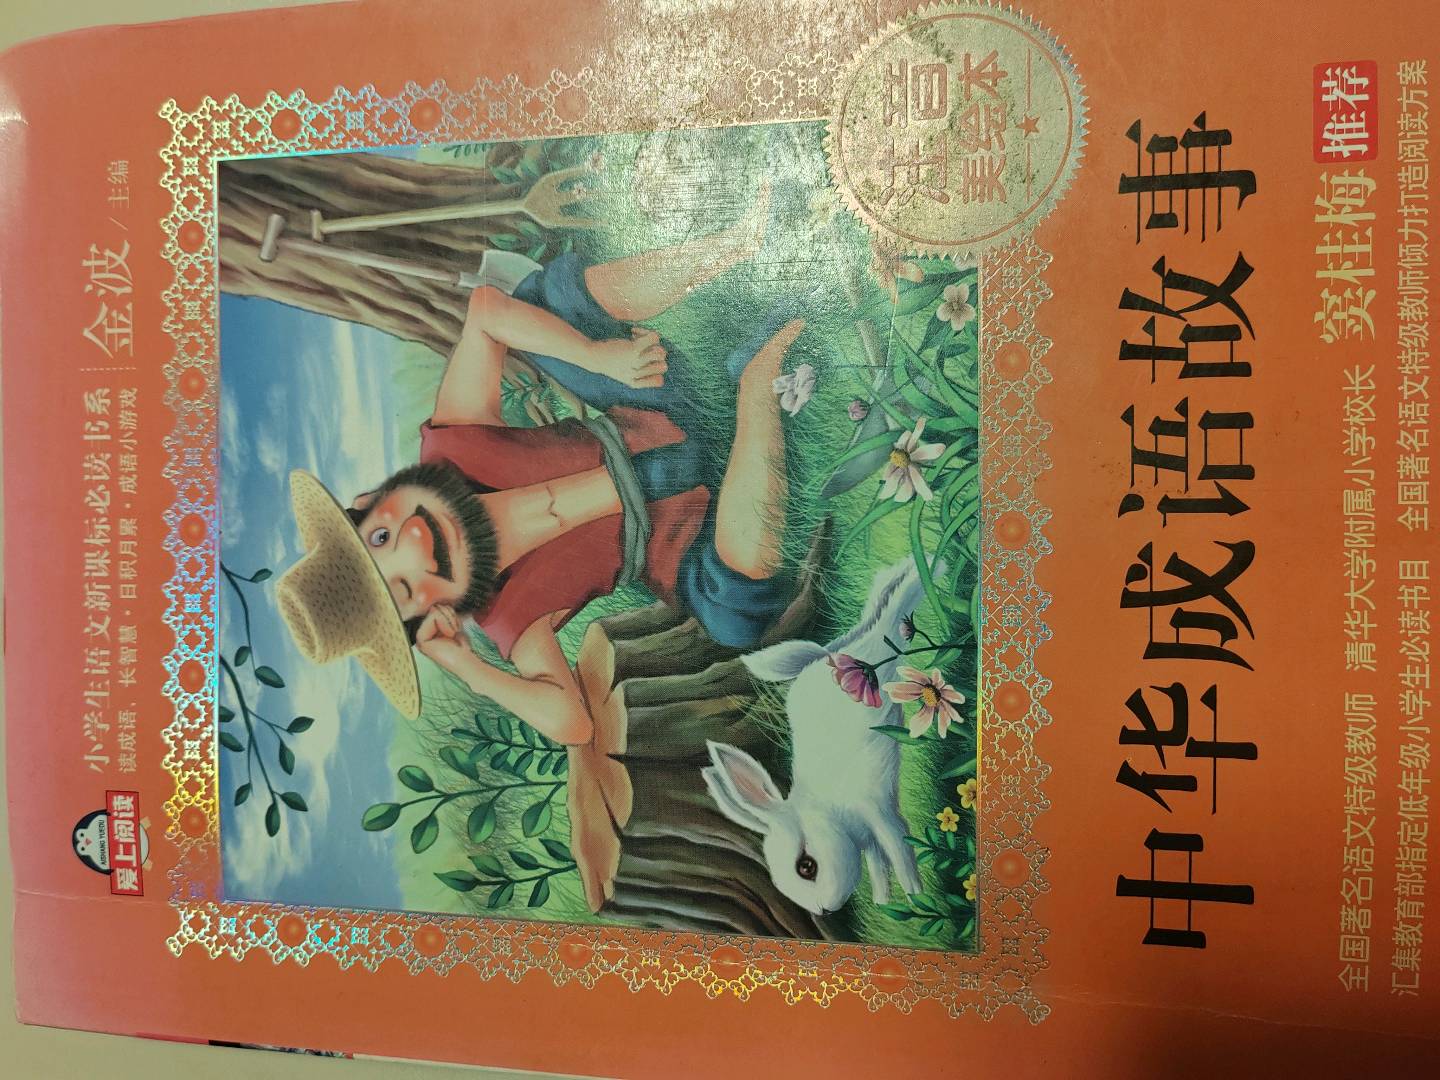 爱上阅读
AISHANG YUEDU
小学生语文新课标必读书系
读成语、长智慧·日积月累·成语小游戏
金波/主编
注音
美绘本
中华成语故事
全国著名语文特级教师 清华大学附属小学校长 窦桂梅 推荐
汇集教育部指定低年级小学生必读书目 全国著名语文特级教师倾力打造阅读方案